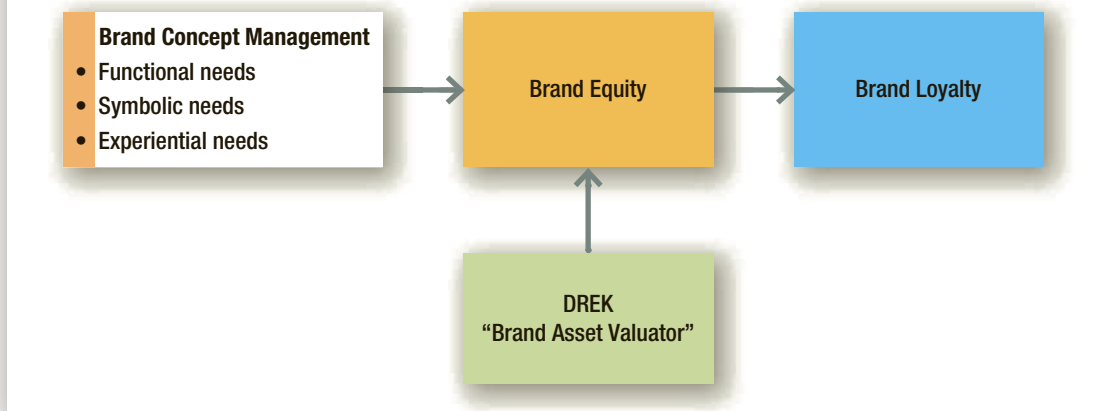 Brand Concept Management
• Functional needs
• Symbolic needs
• Experiential needs
Brand Equity
Brand Loyalty
DREK
“Brand Asset Valuator”